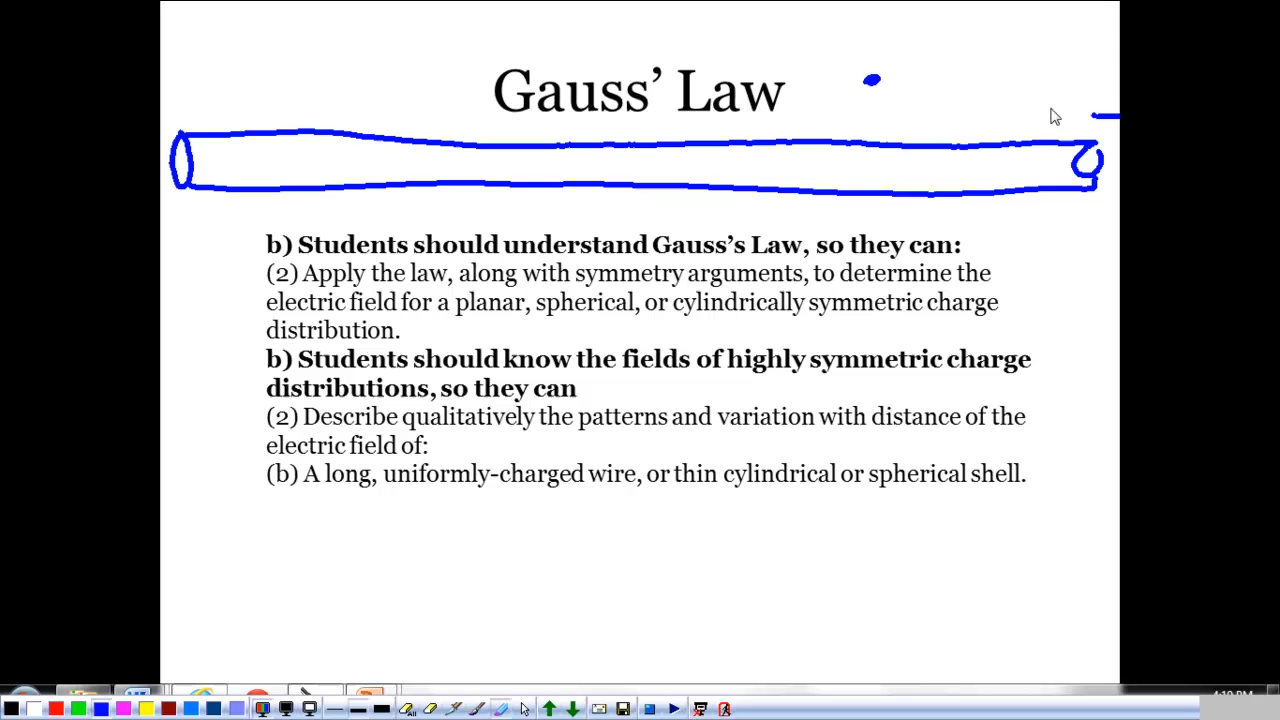 Gauss’ Law
b) Students should understand Gauss’s Law, so they can:
(2) Apply the law, along with symmetry arguments, to determine the
electric field for a planar, spherical, or cylindrically symmetric charge
distribution.
b) Students should know the fields of highly symmetric charge
distributions, so they can
(2) Describe qualitatively the patterns and variation with distance of the
electric field of:
(b) A long, uniformly-charged wire, or thin cylindrical or spherical shell.